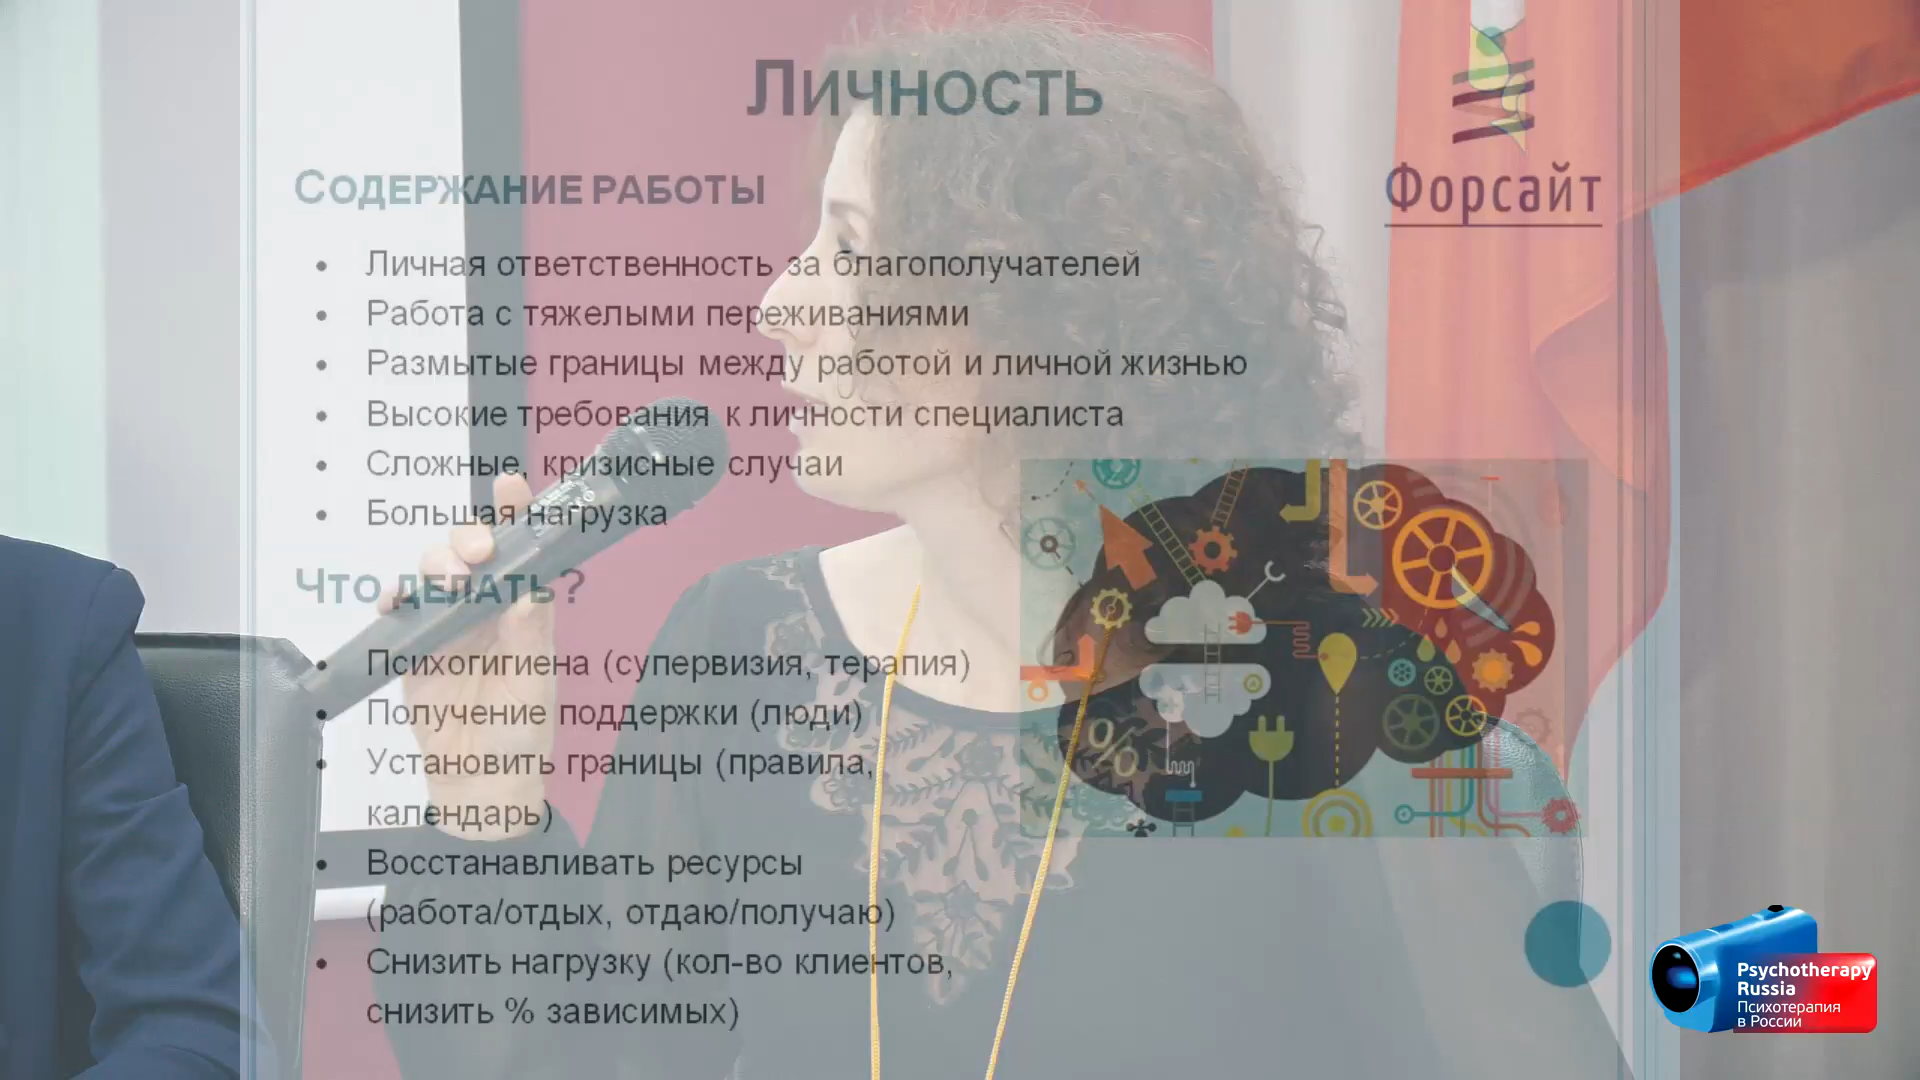 Личность
Форсайт
Содержание работы
• Личная ответственность за благополучателей
• Работа с тяжелыми переживаниями
• Размытые границы между работой и личной жизнью
• Высокие требования к личности специалиста
• Сложные, кризисные случаи
• Большая нагрузка
Что делать?
• Психогигиена (супервизия, терапия)
• Получение поддержки (люди)
• Установить границы (правила,
календарь)
• Восстанавливать ресурсы
(работа/отдых, отдаю/получаю)
• Снизить нагрузку (кол-во клиентов,
снизить % зависимых)
%
Psychotherapy
Russia
Психотерапия
в России